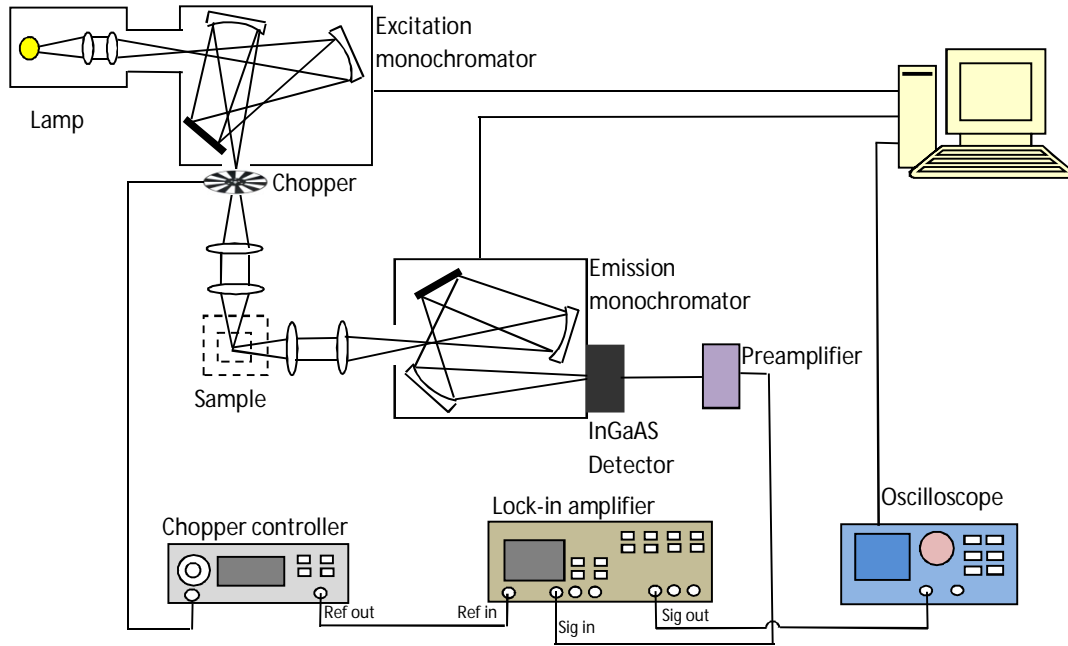 Excitation
monochromator
Lamp
Chopper
Emission
monochromator
Preamplifier
Sample
InGaAS
Detector
Oscilloscope
Lock-in amplifier
Chopper controller
Ref out
Ref in
Sig in
Sig out